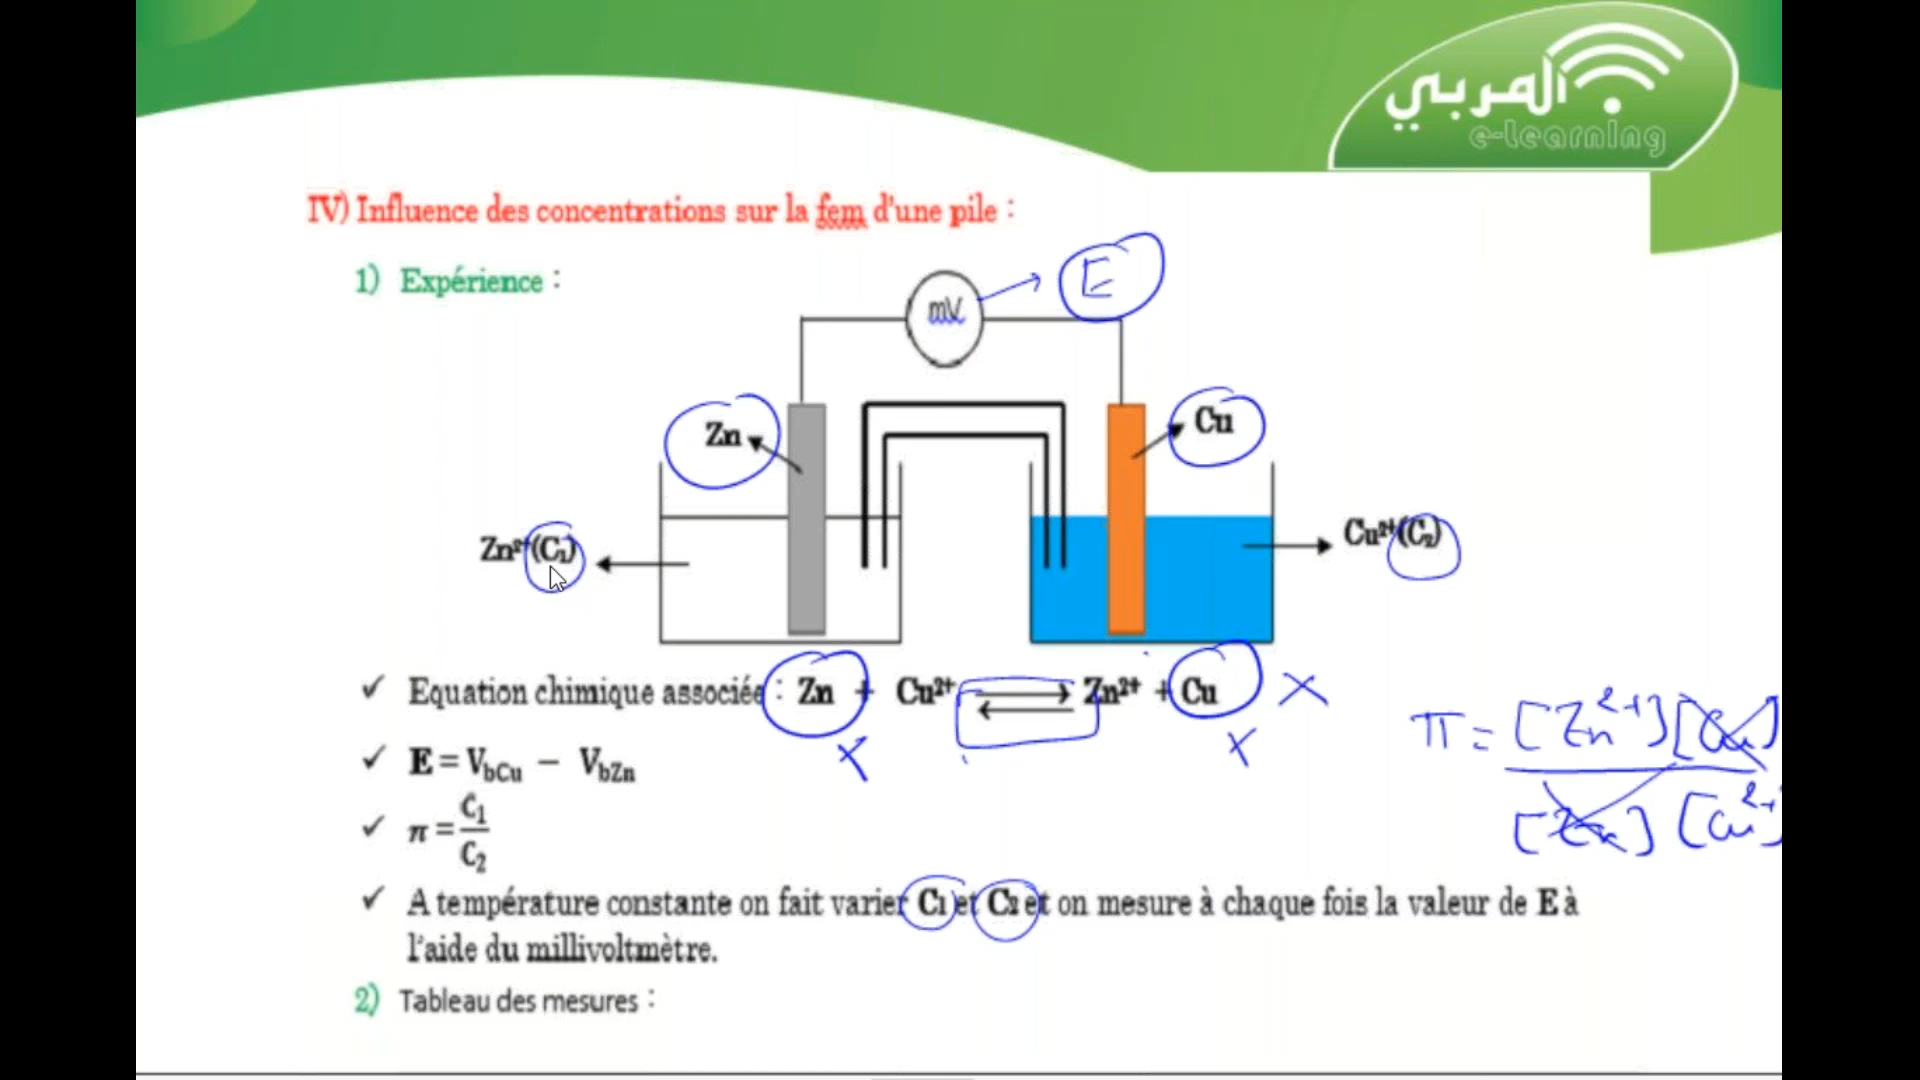 المربي
e-learning
IV) Influence des concentrations sur la fem d'une pile :
1) Expérience :
mV
E
Zn
Cu
Zn²⁺(C₁)
Cu²⁺(C₂)
✓ Equation chimique associée : Zn + Cu²⁺ ⇌ Zn²⁺ + Cu
✓ E = V_bCu − V_bZn
✓ π = C₁/C₂
π = [Zn²⁺][Cu] / [Zn][Cu²⁺]
✓ A température constante on fait varier C₁ et C₂ et on mesure à chaque fois la valeur de E à
l'aide du millivoltmètre.
2) Tableau des mesures :